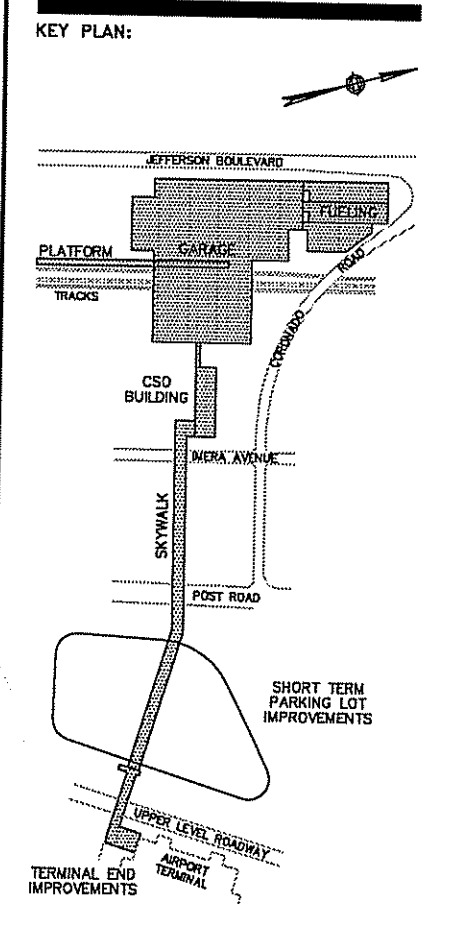 KEY PLAN:
JEFFERSON BOULEVARD
FUELING
PLATFORM
GARAGE
ROAD
TRACKS
CORONADO
CSO
BUILDING
IMERA AVENUE
SKYWALK
POST ROAD
SHORT TERM
PARKING LOT
IMPROVEMENTS
UPPER LEVEL ROADWAY
AIRPORT
TERMINAL
TERMINAL END
IMPROVEMENTS